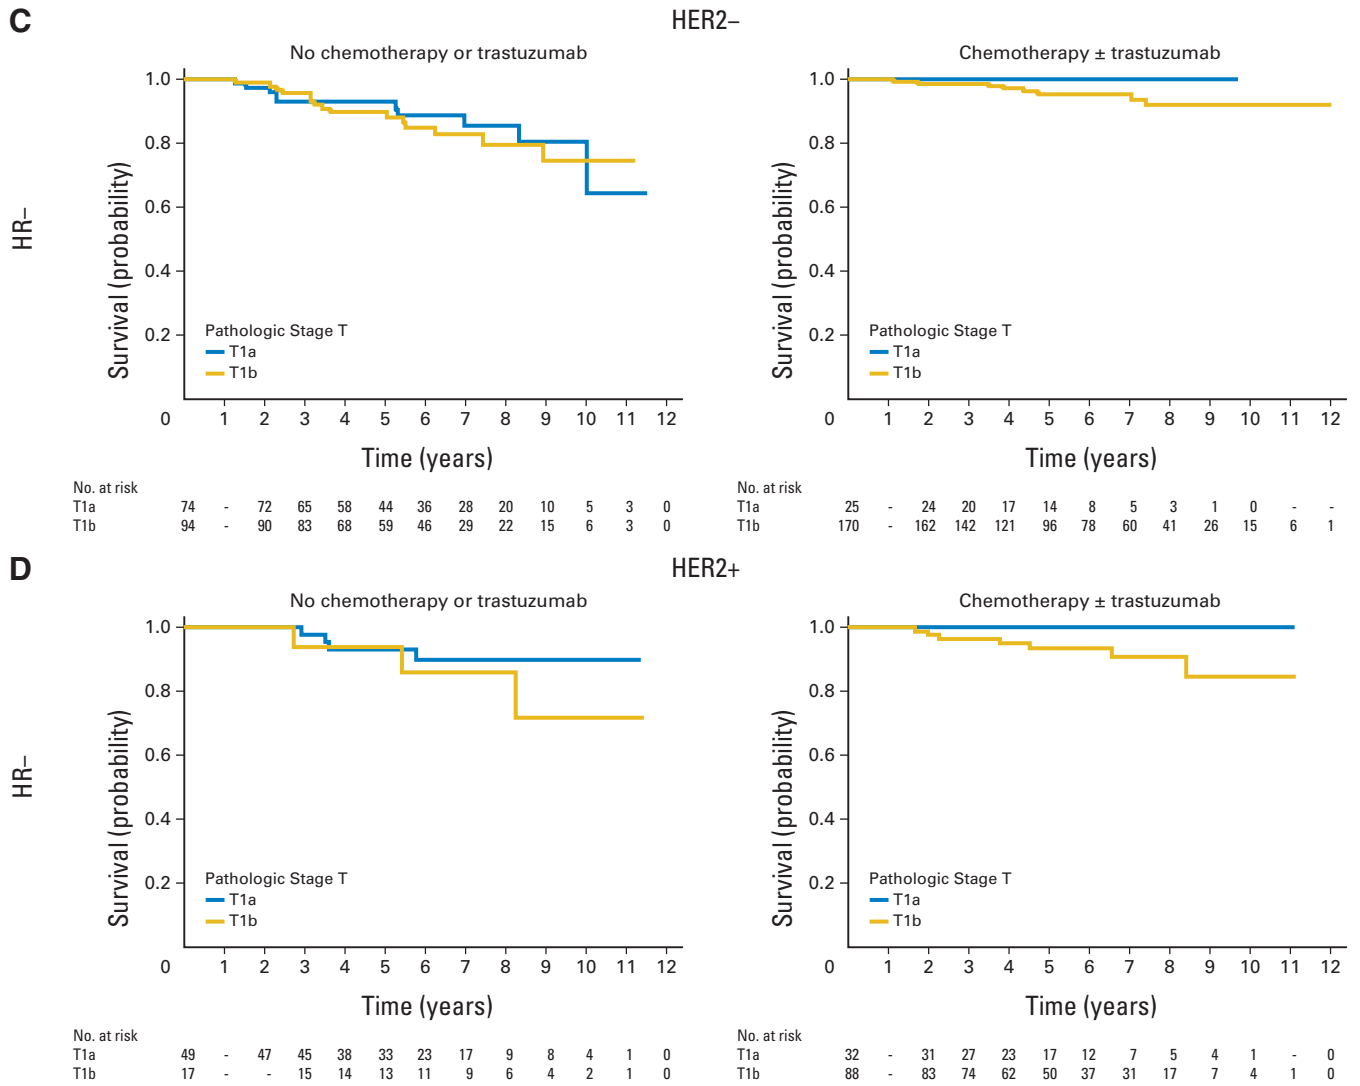 C
HER2–
No chemotherapy or trastuzumab
Chemotherapy ± trastuzumab
HR–
Survival (probability)
1.0
0.8
0.6
0.4
0.2
Pathologic Stage T
T1a
T1b
0 1 2 3 4 5 6 7 8 9 10 11 12
Time (years)
No. at risk
T1a 74 - 72 65 58 44 36 28 20 10 5 3 0
T1b 94 - 90 83 68 59 46 29 22 15 6 3 0
Survival (probability)
1.0
0.8
0.6
0.4
0.2
Pathologic Stage T
T1a
T1b
0 1 2 3 4 5 6 7 8 9 10 11 12
Time (years)
No. at risk
T1a 25 - 24 20 17 14 8 5 3 1 0 - -
T1b 170 - 162 142 121 96 78 60 41 26 15 6 1
D
HER2+
No chemotherapy or trastuzumab
Chemotherapy ± trastuzumab
HR–
Survival (probability)
1.0
0.8
0.6
0.4
0.2
Pathologic Stage T
T1a
T1b
0 1 2 3 4 5 6 7 8 9 10 11 12
Time (years)
No. at risk
T1a 49 - 47 45 38 33 23 17 9 8 4 1 0
T1b 17 - - 15 14 13 11 9 6 4 2 1 0
Survival (probability)
1.0
0.8
0.6
0.4
0.2
Pathologic Stage T
T1a
T1b
0 1 2 3 4 5 6 7 8 9 10 11 12
Time (years)
No. at risk
T1a 32 - 31 27 23 17 12 7 5 4 1 - 0
T1b 88 - 83 74 62 50 37 31 17 7 4 1 0